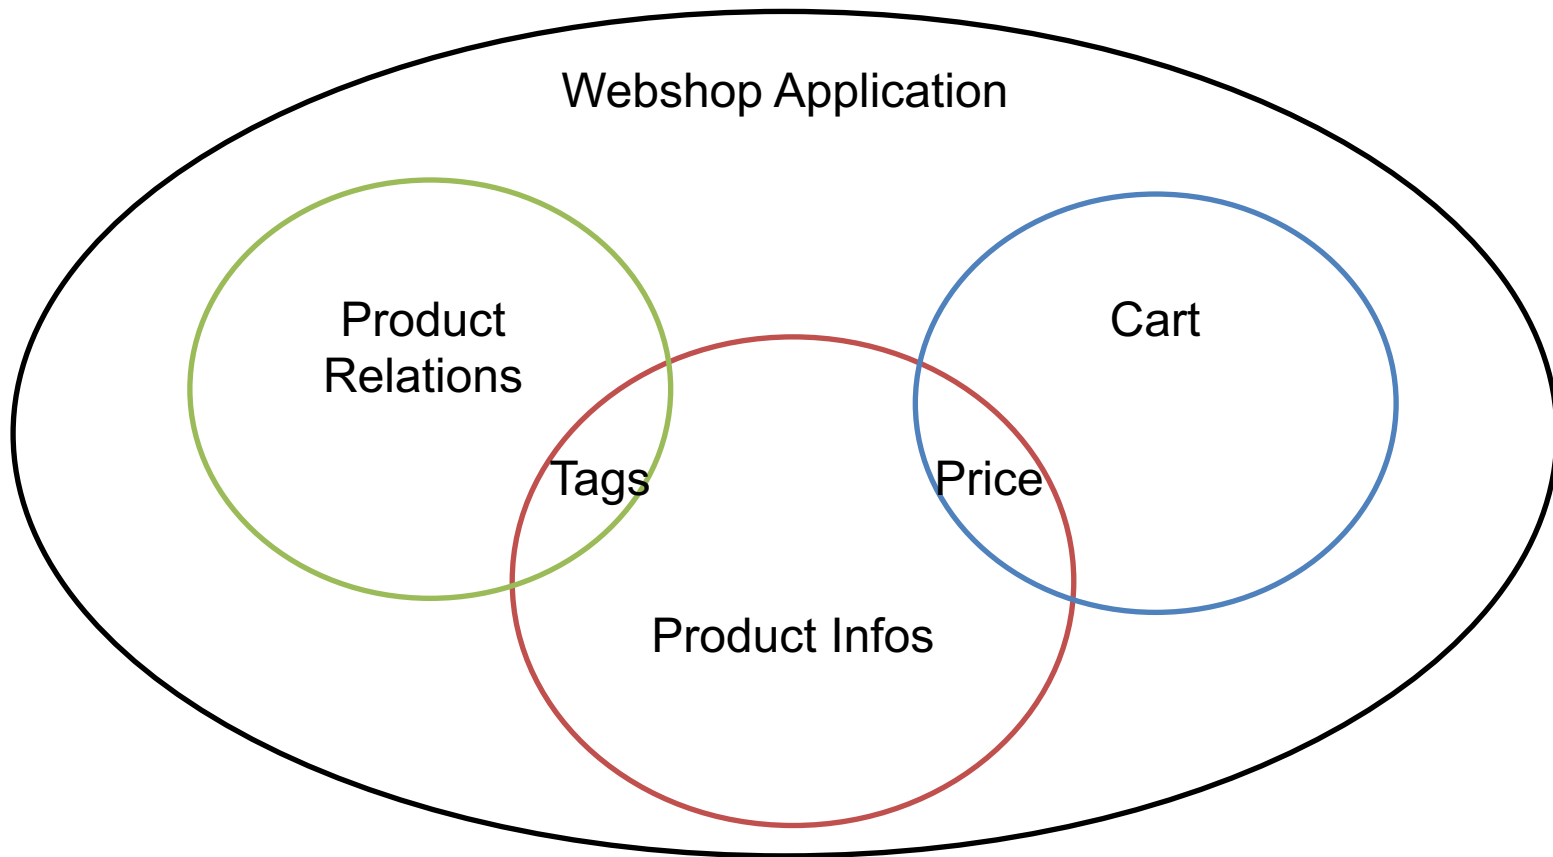 Webshop Application
Product
Relations
Cart
Tags
Price
Product Infos